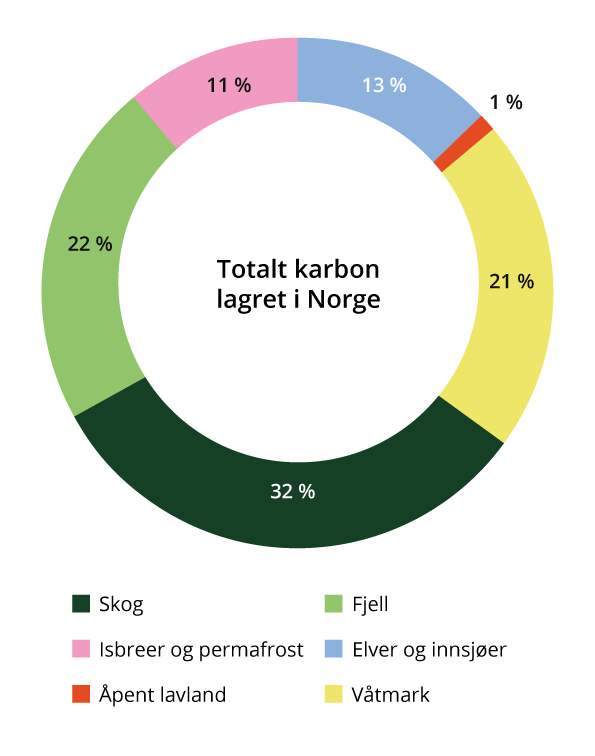 11 %
13 %
1 %
22 %
Totalt karbon
lagret i Norge
21 %
32 %
Skog
Fjell
Isbreer og permafrost
Elver og innsjøer
Åpent lavland
Våtmark